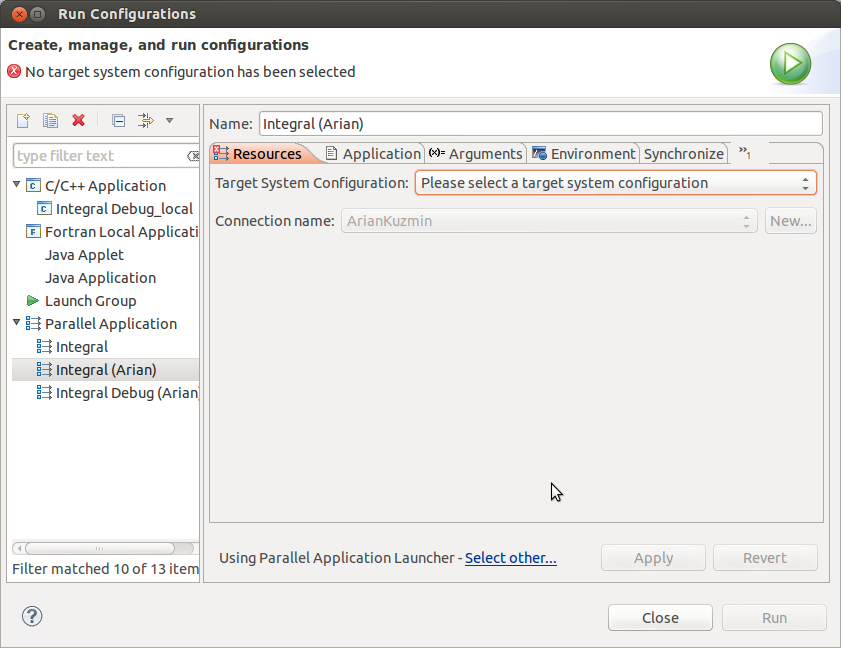 Run Configurations
Create, manage, and run configurations
No target system configuration has been selected
type filter text
C/C++ Application
Integral Debug_local
Fortran Local Applicati
Java Applet
Java Application
Launch Group
Parallel Application
Integral
Integral (Arian)
Integral Debug (Arian)
Filter matched 10 of 13 item
Name: Integral (Arian)
Resources Application (x)= Arguments Environment Synchronize »1
Target System Configuration: Please select a target system configuration
Connection name: ArianKuzmin New...
Using Parallel Application Launcher - Select other...
Apply Revert
? Close Run